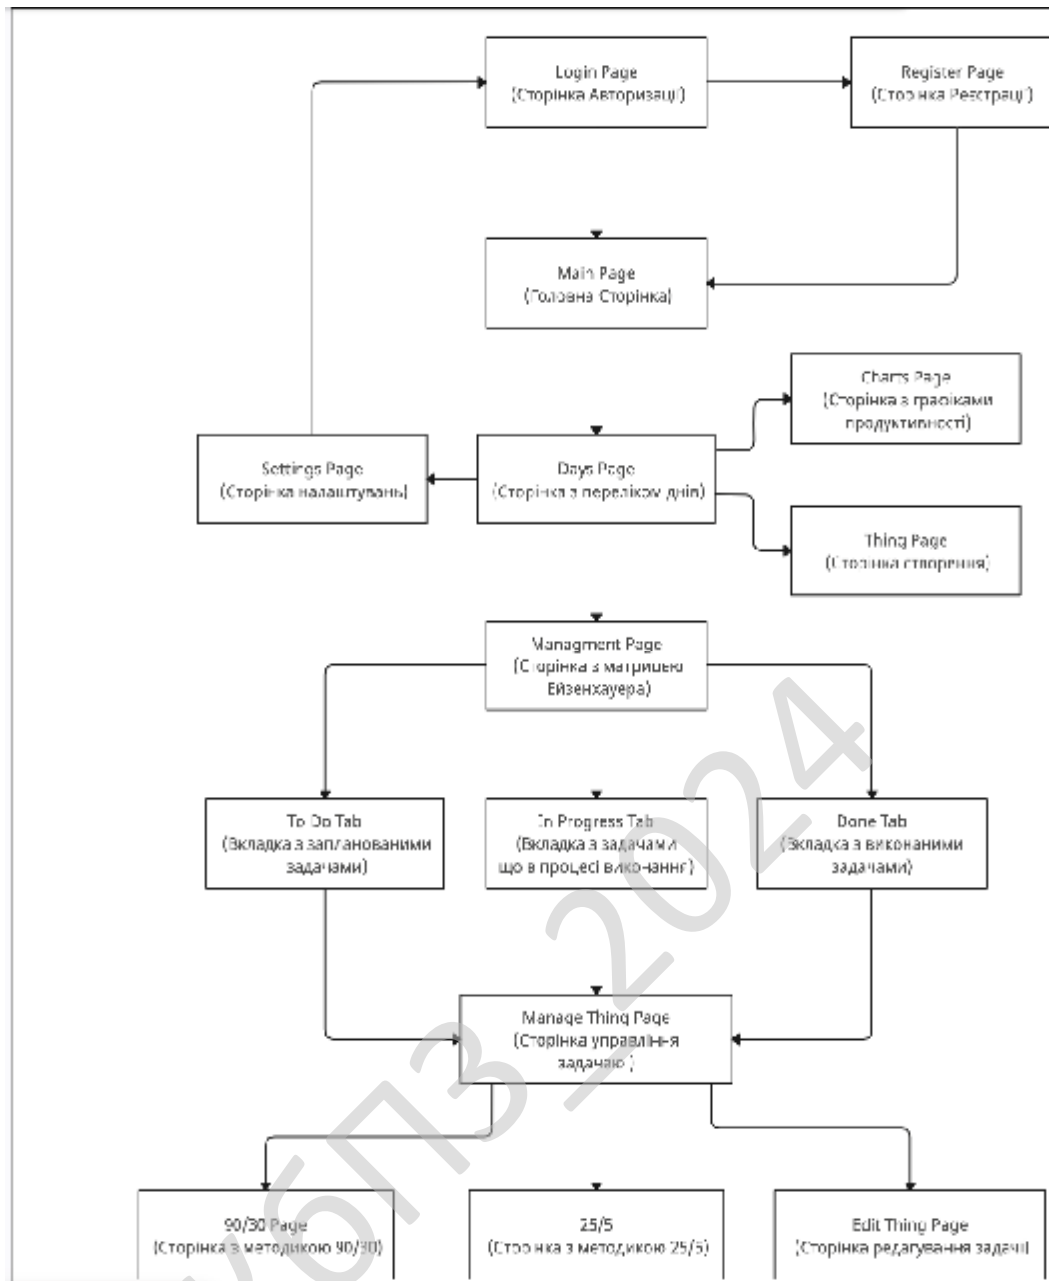 Login Page
(Сторінка Авторизації)
Register Page
(Сторінка Реєстрації)
Main Page
(Головна Сторінка)
Charts Page
(Сторінка з графіками
продуктивності)
Settings Page
(Сторінка налаштувань)
Days Page
(Сторінка з переліком днів)
Thing Page
(Сторінка створення)
Managment Page
(Сторінка з матрицею
Ейзенхауера)
To Do Tab
(Вкладка з запланованими
задачами)
In Progress Tab
(Вкладка з задачами
що в процесі виконання)
Done Tab
(Вкладка з виконаними
задачами)
Manage Thing Page
(Сторінка управління
задачею)
90/30 Page
(Сторінка з методикою 90/30)
25/5
(Сторінка з методикою 25/5)
Edit Thing Page
(Сторінка редагування задачі)
КбПЗ_2024